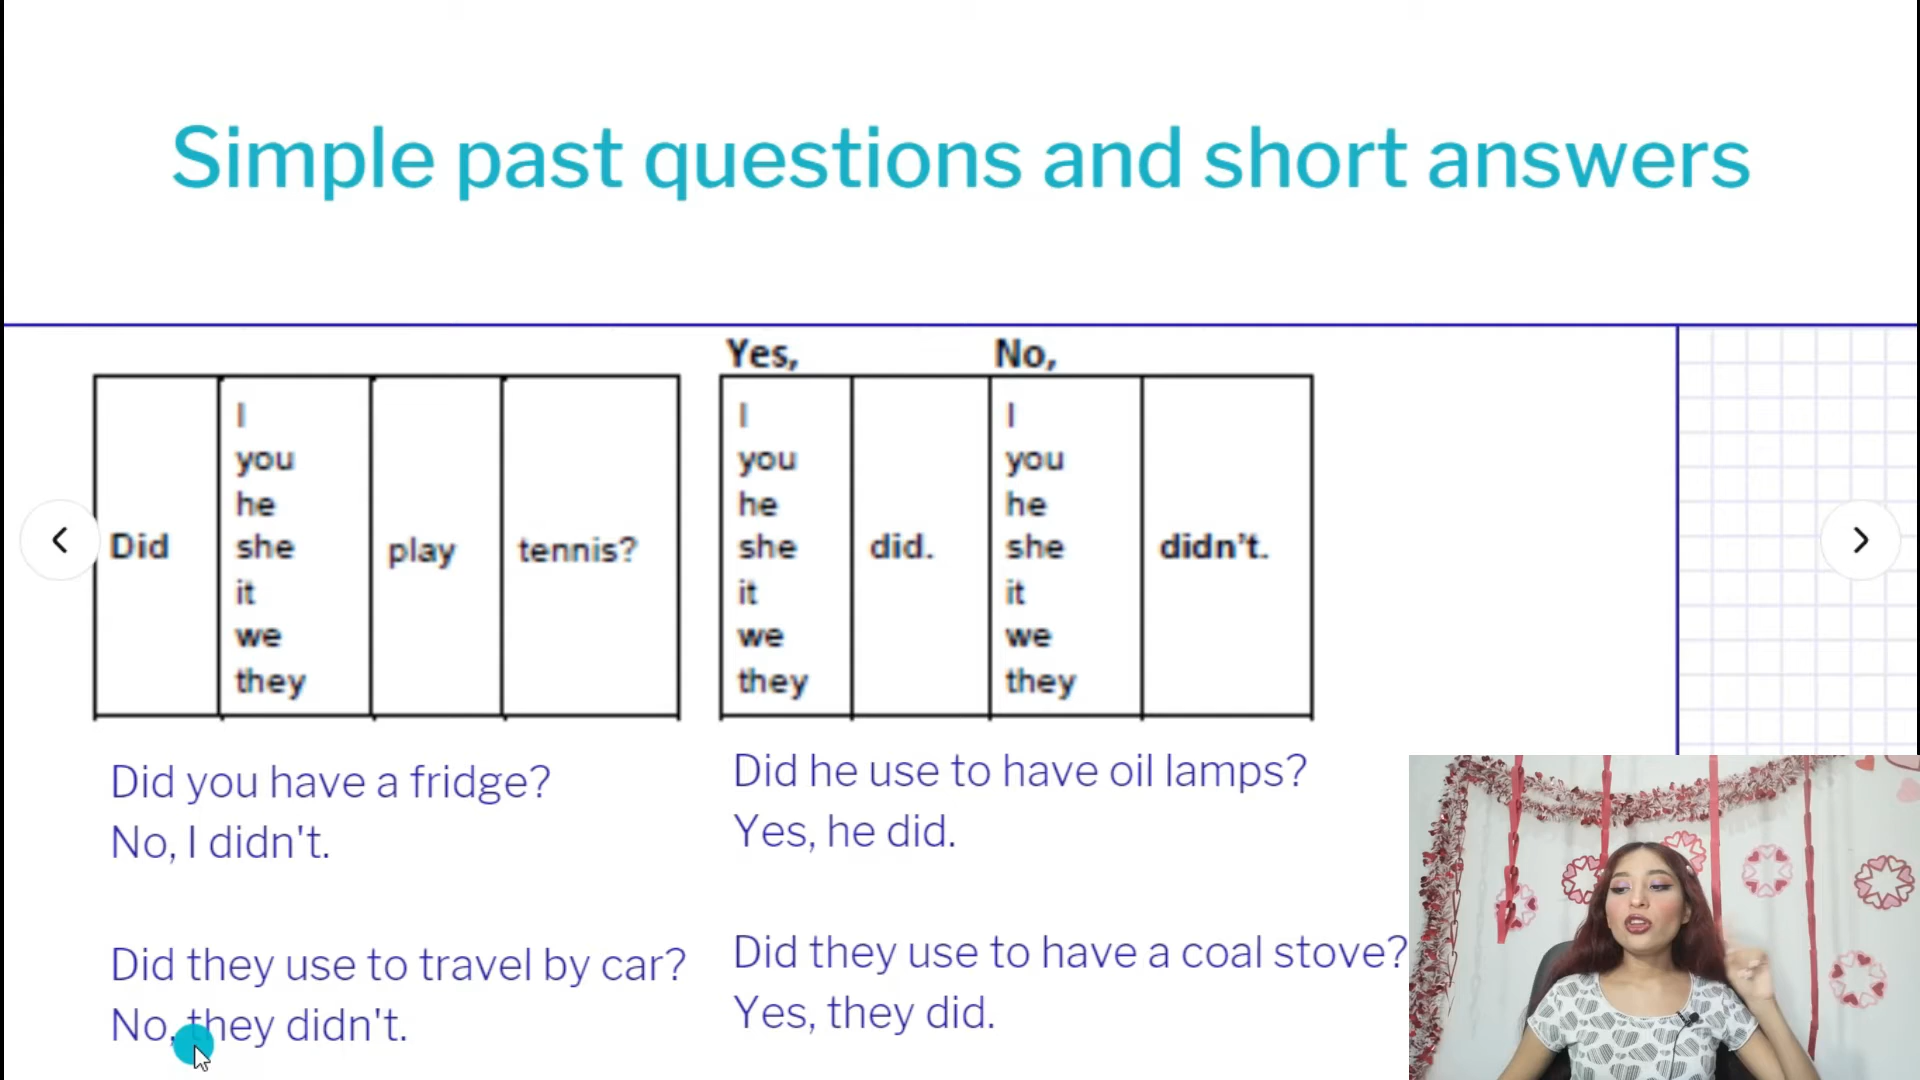 Simple past questions and short answers
Yes, No,
Did
I
you
he
she
it
we
they
play
tennis?
I
you
he
she
it
we
they
did.
I
you
he
she
it
we
they
didn't.
Did you have a fridge?
No, I didn't.
Did they use to travel by car?
No, they didn't.
Did he use to have oil lamps?
Yes, he did.
Did they use to have a coal stove?
Yes, they did.